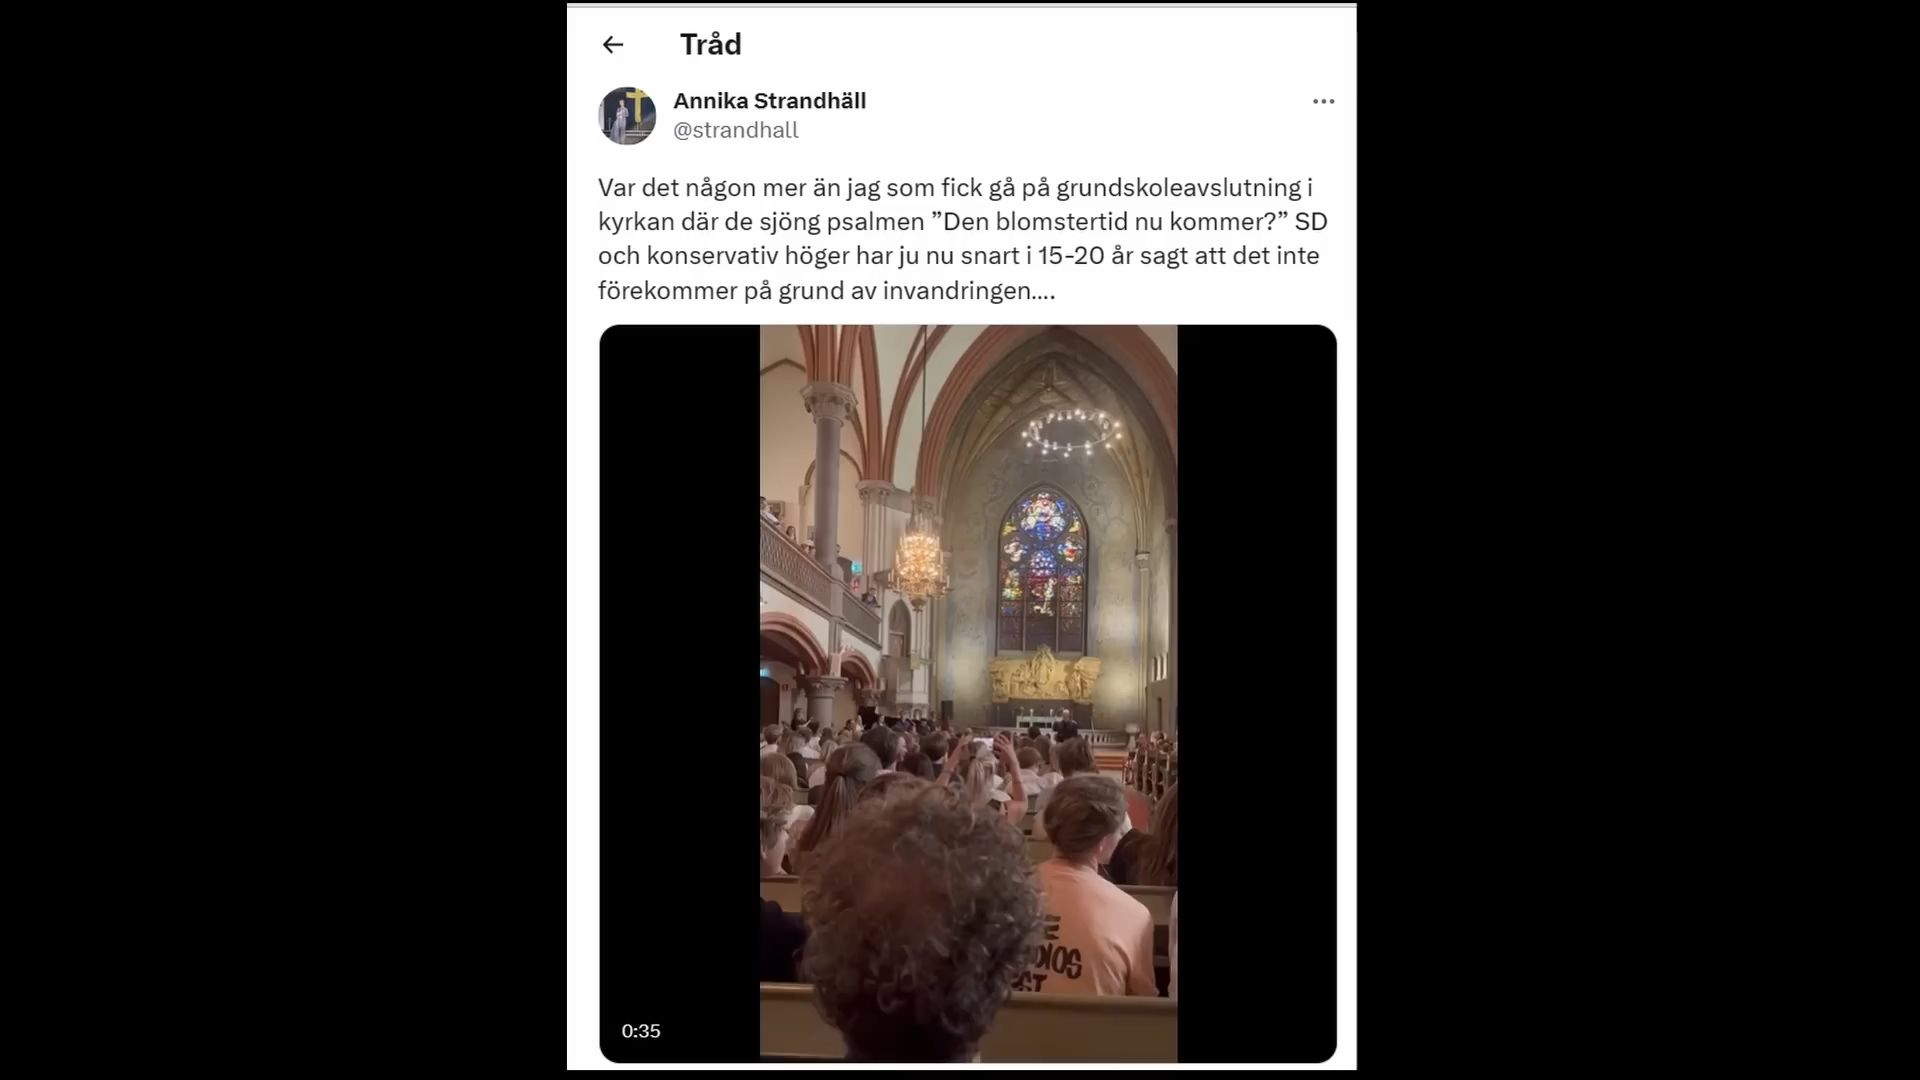 Tråd
Annika Strandhäll
@strandhall
Var det någon mer än jag som fick gå på grundskoleavslutning i
kyrkan där de sjöng psalmen ”Den blomstertid nu kommer?” SD
och konservativ höger har ju nu snart i 15-20 år sagt att det inte
förekommer på grund av invandringen....
0:35